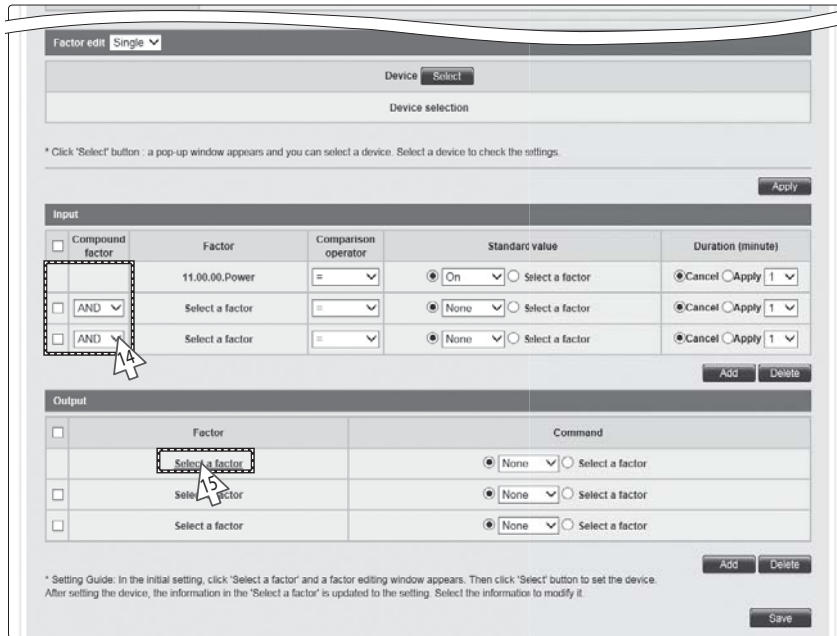 Factor edit Single
Device Select
Device selection
* Click 'Select' button : a pop-up window appears and you can select a device. Select a device to check the settings.
Apply
Input
Compound factor Factor Comparison operator Standard value Duration (minute)
11.00.00.Power = On Select a factor Cancel Apply 1
AND Select a factor = None Select a factor Cancel Apply 1
AND Select a factor = None Select a factor Cancel Apply 1
14
Add Delete
Output
Factor Command
Select a factor None Select a factor
15
Select a factor None Select a factor
Select a factor None Select a factor
Add Delete
* Setting Guide: In the initial setting, click 'Select a factor' and a factor editing window appears. Then click 'Select' button to set the device.
After setting the device, the information in the 'Select a factor' is updated to the setting. Select the information to modify it.
Save